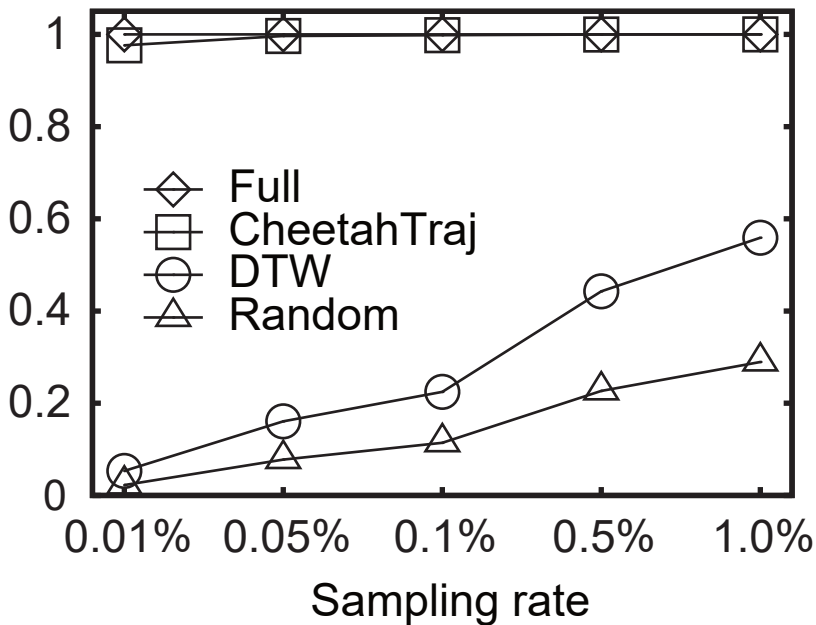 1
0.8
0.6
0.4
0.2
0
Full
CheetahTraj
DTW
Random
0.01% 0.05% 0.1% 0.5% 1.0%
Sampling rate